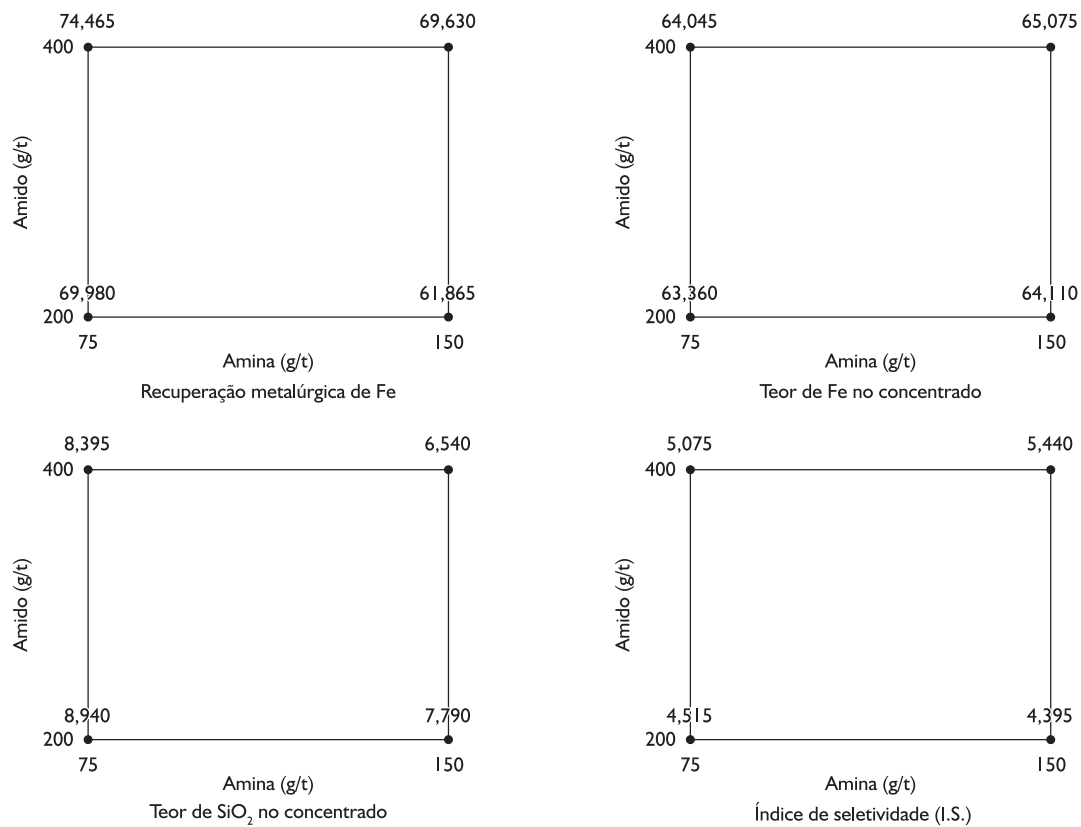 74,465 69,630
400
Amido (g/t)
69,980 61,865
200
75 150
Amina (g/t)
Recuperação metalúrgica de Fe
64,045 65,075
400
Amido (g/t)
63,360 64,110
200
75 150
Amina (g/t)
Teor de Fe no concentrado
8,395 6,540
400
Amido (g/t)
8,940 7,790
200
75 150
Amina (g/t)
Teor de SiO₂ no concentrado
5,075 5,440
400
Amido (g/t)
4,515 4,395
200
75 150
Amina (g/t)
Índice de seletividade (I.S.)